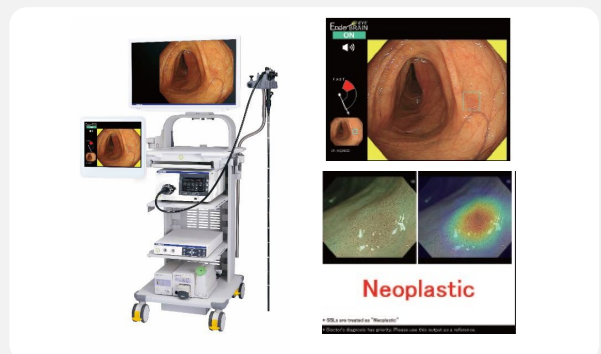 EndoBRAIN EYE
ON
FAST
Neoplastic
• SSLs are treated as "Neoplastic"
• Doctor's diagnosis has priority. Please use this output as a reference.